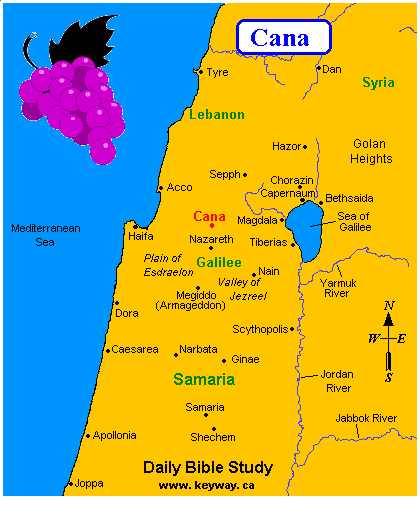 Cana
Tyre
Dan
Syria
Lebanon
Hazor
Golan
Heights
Sepph
Chorazin
Acco
Capernaum
Bethsaida
Cana
Magdala
Sea of
Galilee
Mediterranean
Sea
Haifa
Nazareth
Tiberias
Plain of
Esdraelon
Galilee
Nain
Valley of
Jezreel
Yarmuk
River
Megiddo
(Armageddon)
Dora
N
W
E
S
Scythopolis
Caesarea
Narbata
Ginae
Samaria
Jordan
River
Samaria
Jabbok River
Apollonia
Shechem
Daily Bible Study
www.keyway.ca
Joppa